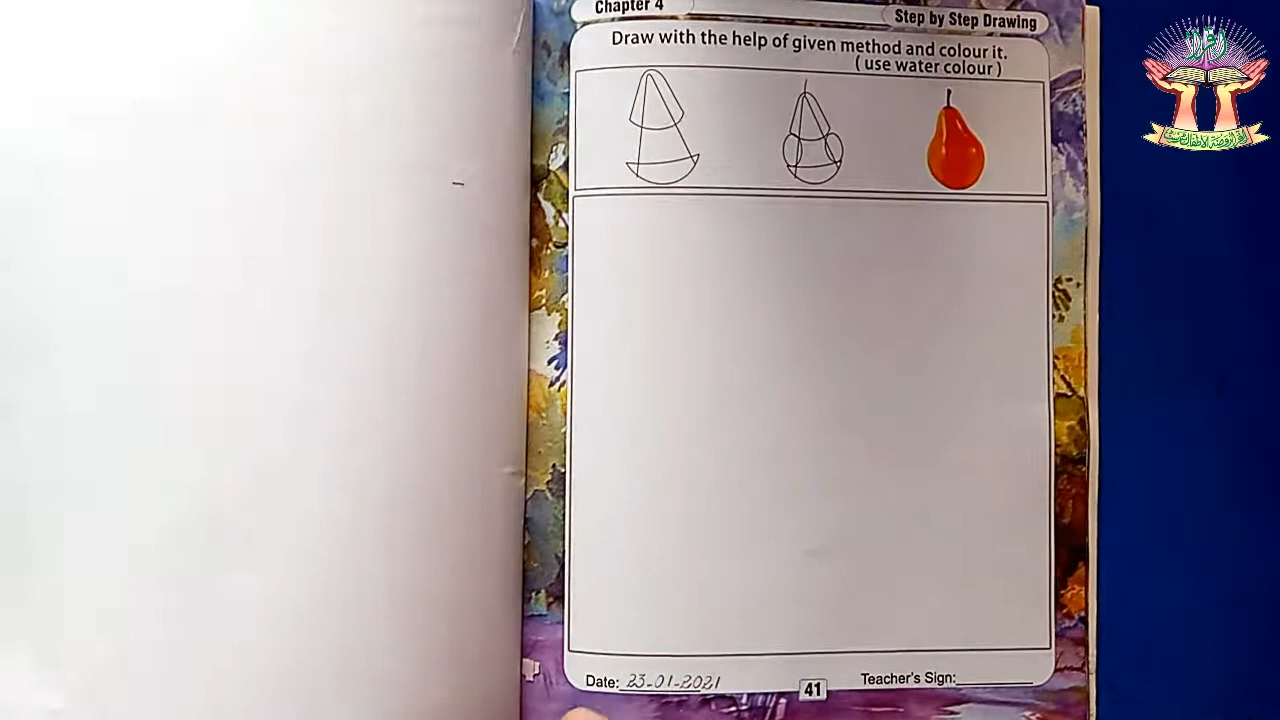 Chapter 4
Step by Step Drawing
Draw with the help of given method and colour it.
( use water colour )
Date: 23-01-2021
41
Teacher's Sign: